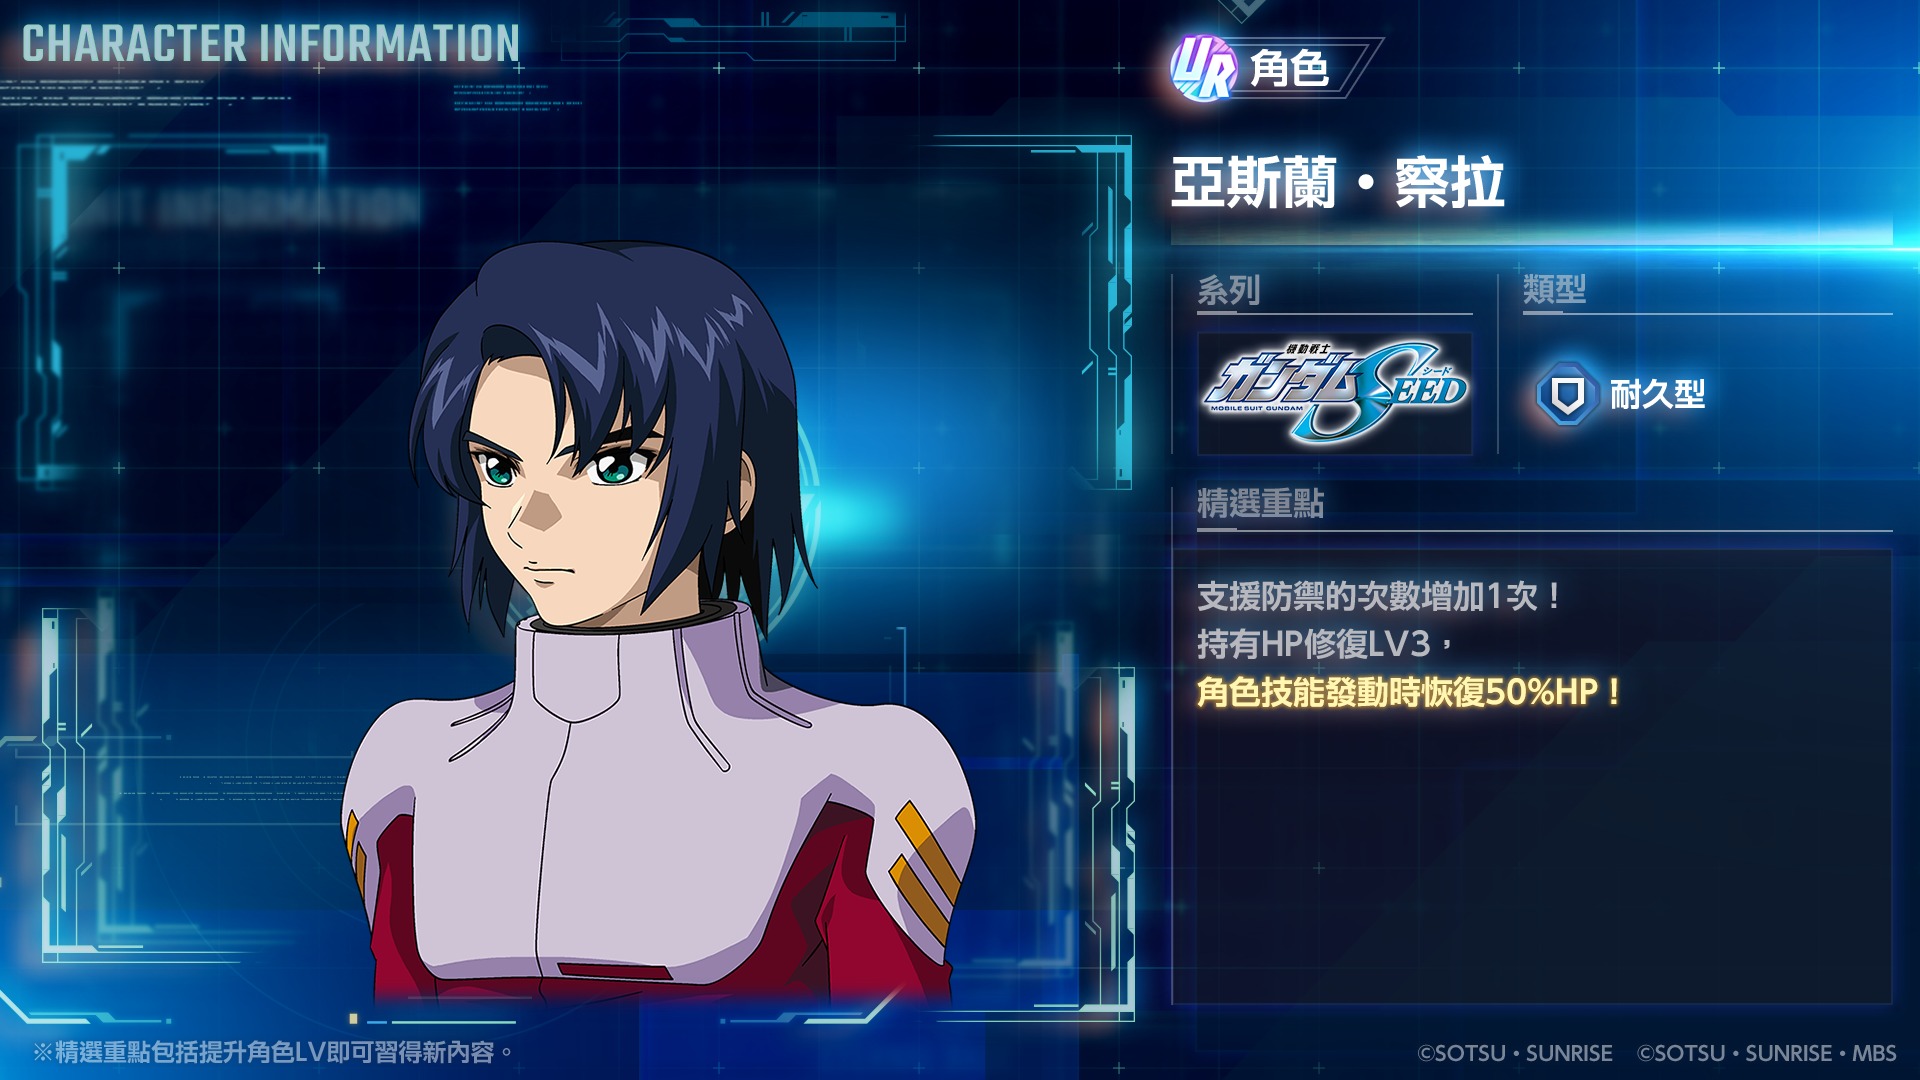 CHARACTER INFORMATION
UR 角色
亞斯蘭・察拉
系列
類型
機動戦士
ガンダムSEED
シード
MOBILE SUIT GUNDAM
耐久型
精選重點
支援防禦的次數增加1次！
持有HP修復LV3，
角色技能發動時恢復50%HP！
※精選重點包括提升角色LV即可習得新內容。
©SOTSU・SUNRISE ©SOTSU・SUNRISE・MBS